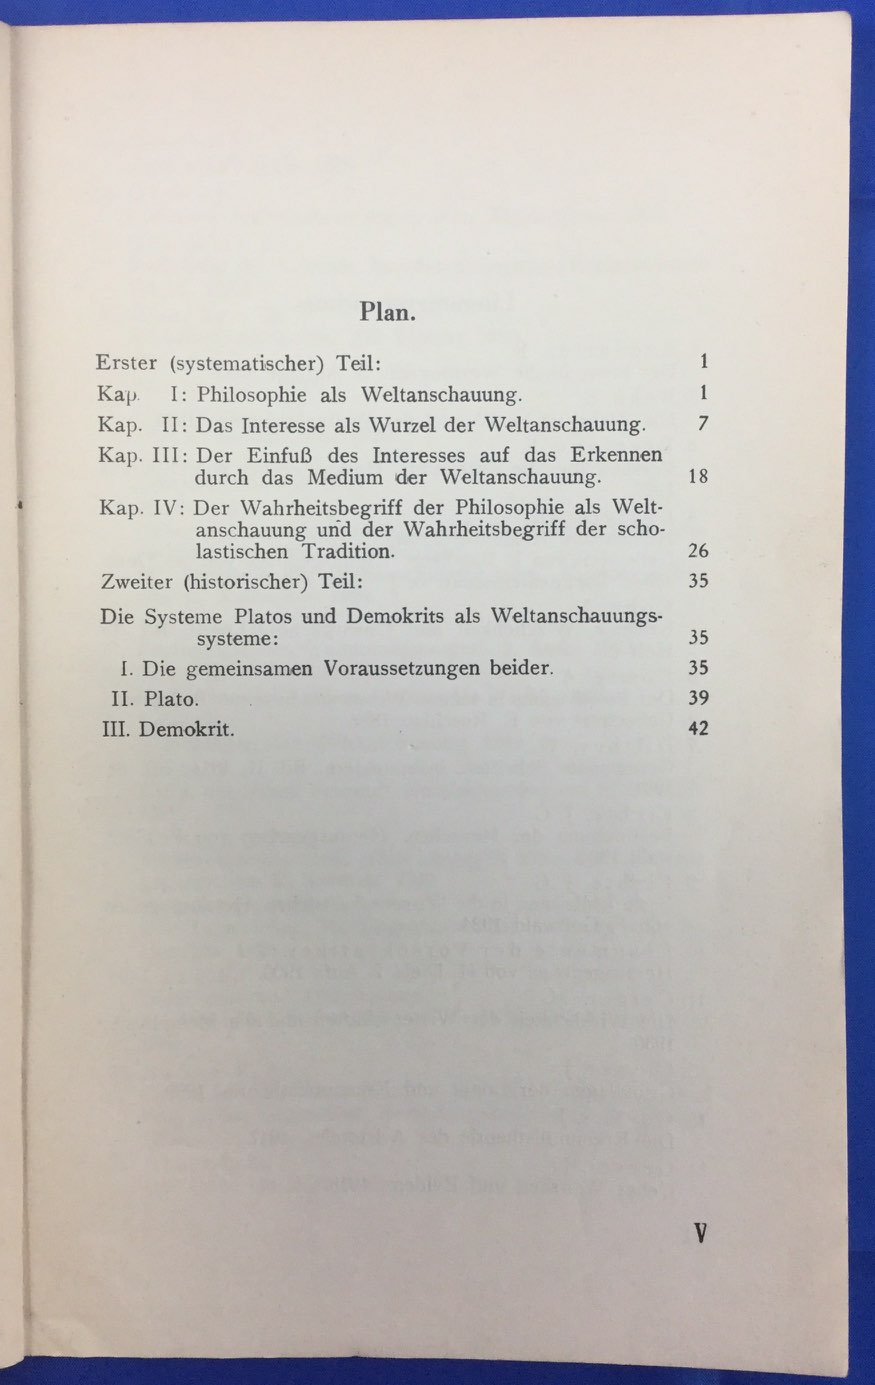 Plan.
Erster (systematischer) Teil: 1
Kap. I: Philosophie als Weltanschauung. 1
Kap. II: Das Interesse als Wurzel der Weltanschauung. 7
Kap. III: Der Einfuß des Interesses auf das Erkennen
durch das Medium der Weltanschauung. 18
Kap. IV: Der Wahrheitsbegriff der Philosophie als Welt-
anschauung und der Wahrheitsbegriff der scho-
lastischen Tradition. 26
Zweiter (historischer) Teil: 35
Die Systeme Platos und Demokrits als Weltanschauungs-
systeme: 35
I. Die gemeinsamen Voraussetzungen beider. 35
II. Plato. 39
III. Demokrit. 42
V